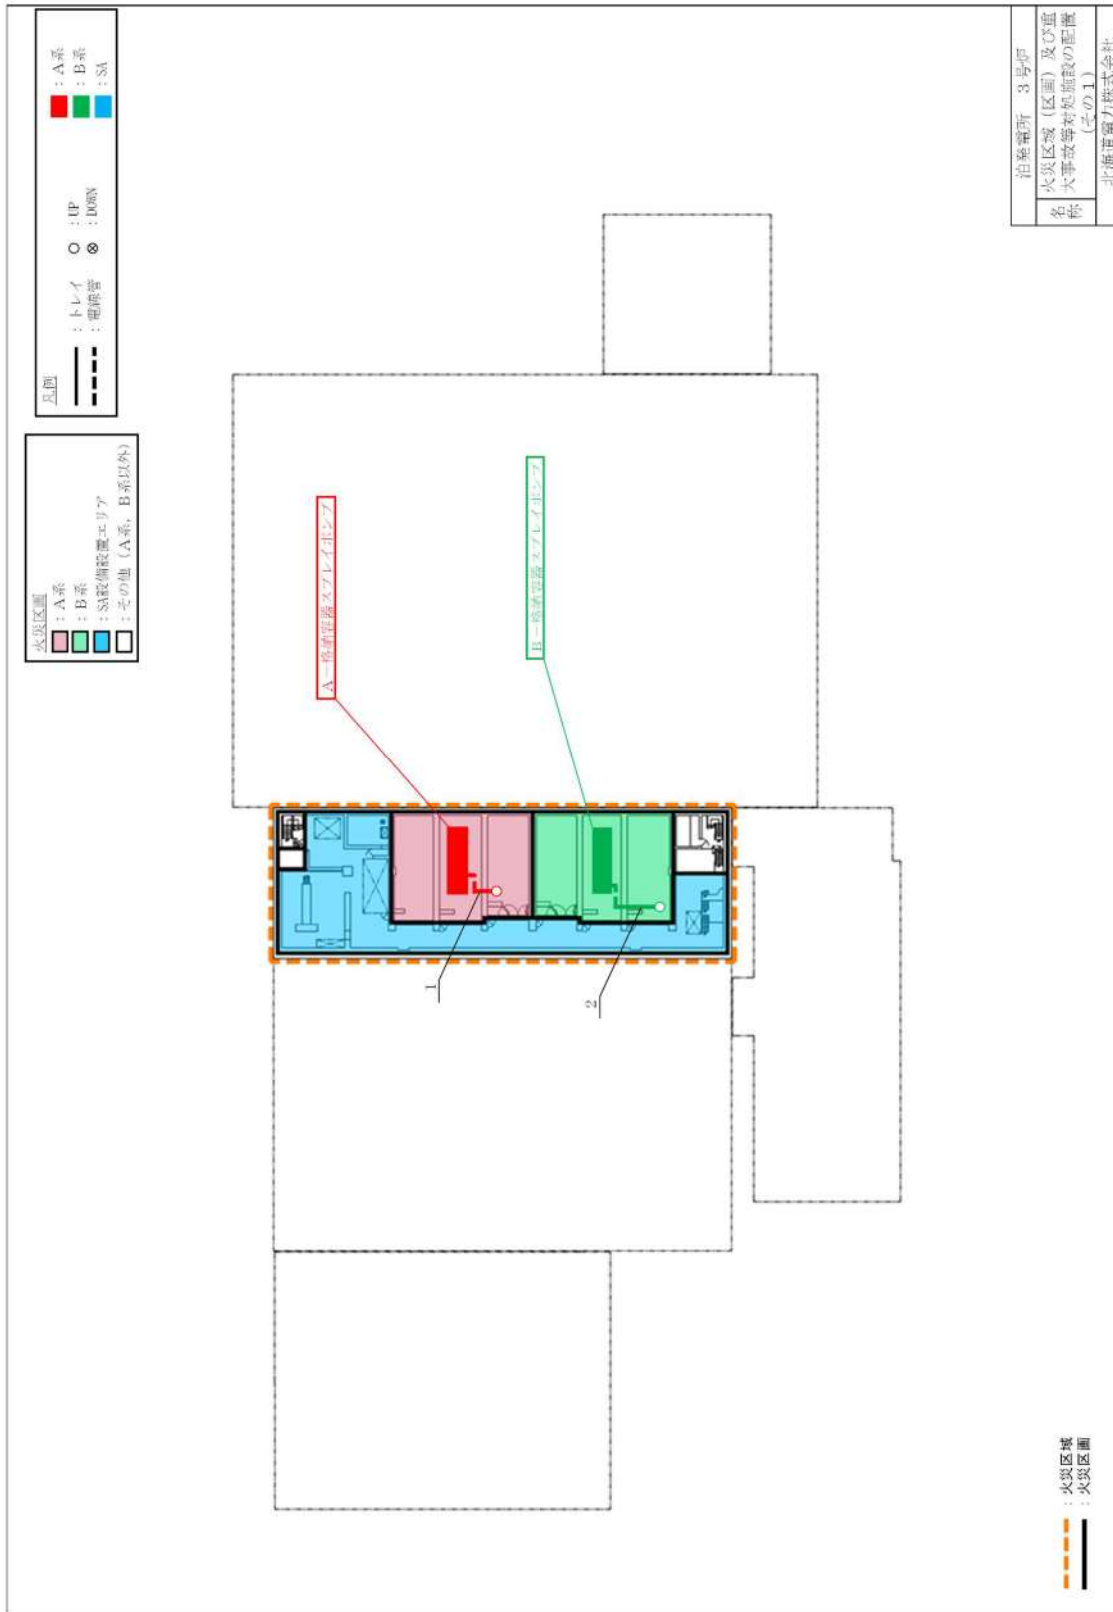 火災区画
：A系
：B系
：SA設備設置エリア
：その他（A系，B系以外）
凡例
：トレイ
：電線管
○：UP
⊗：DOWN
：A系
：B系
：SA
A－格納容器スプレイポンプ
B－格納容器スプレイポンプ
1
2
：火災区域
：火災区画
泊発電所　3号炉
名称
火災区域（区画）及び重
大事故等対処施設の配置
（その1）
北海道電力株式会社